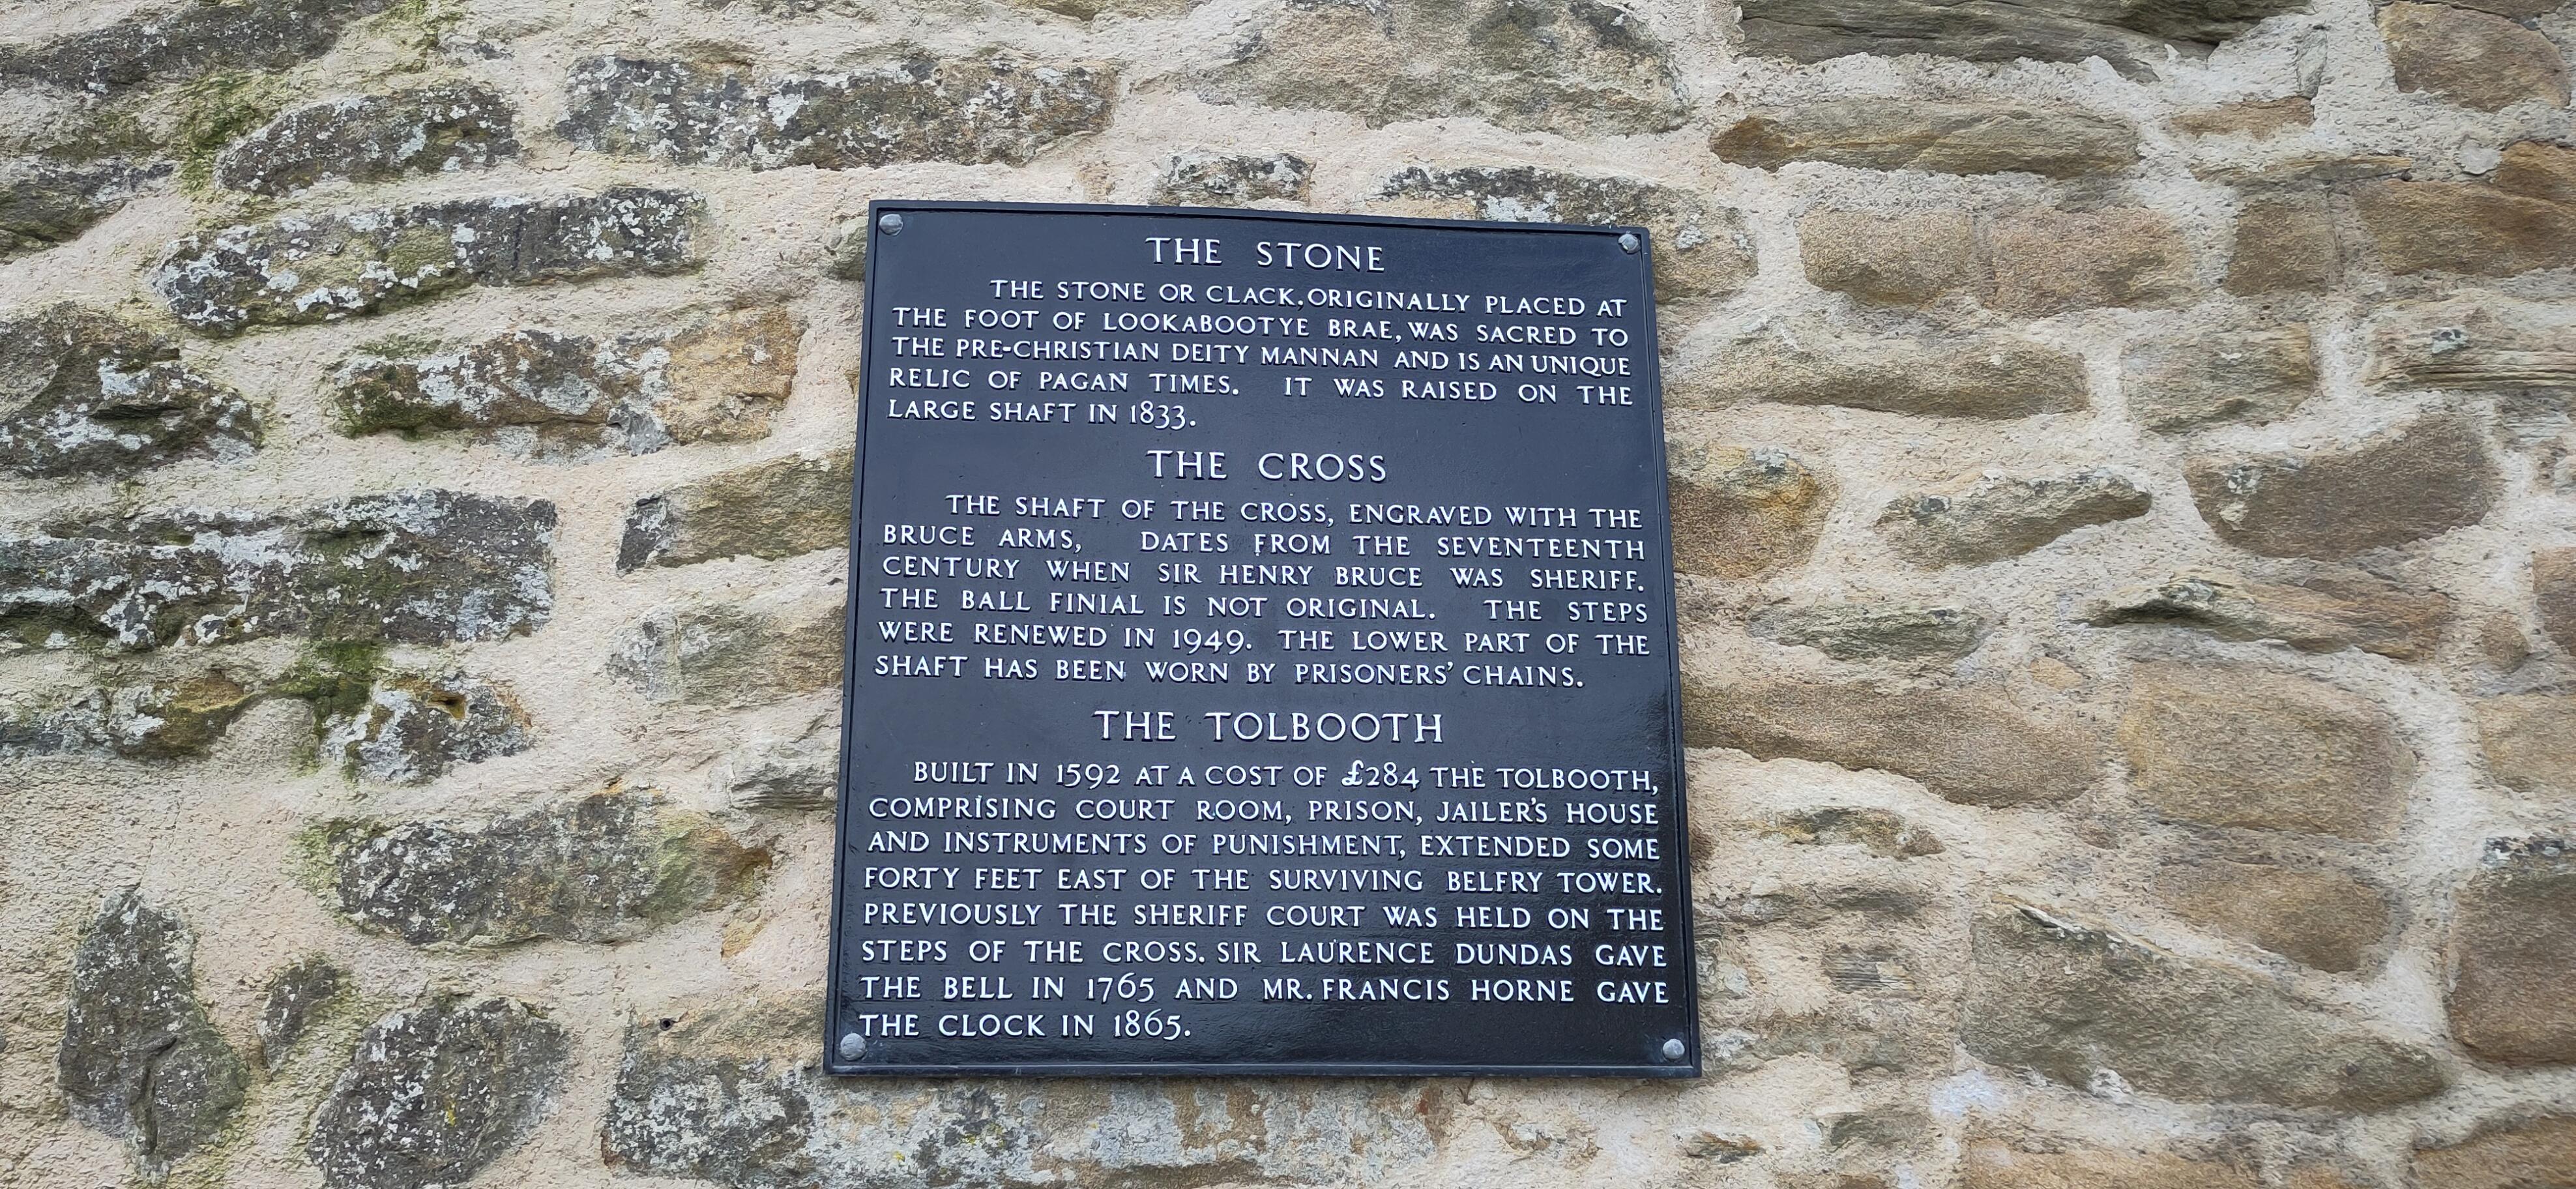 THE STONE
THE STONE OR CLACK, ORIGINALLY PLACED AT
THE FOOT OF LOOKABOOTYE BRAE, WAS SACRED TO
THE PRE-CHRISTIAN DEITY MANNAN AND IS AN UNIQUE
RELIC OF PAGAN TIMES. IT WAS RAISED ON THE
LARGE SHAFT IN 1833.
THE CROSS
THE SHAFT OF THE CROSS, ENGRAVED WITH THE
BRUCE ARMS, DATES FROM THE SEVENTEENTH
CENTURY WHEN SIR HENRY BRUCE WAS SHERIFF.
THE BALL FINIAL IS NOT ORIGINAL. THE STEPS
WERE RENEWED IN 1949. THE LOWER PART OF THE
SHAFT HAS BEEN WORN BY PRISONERS' CHAINS.
THE TOLBOOTH
BUILT IN 1592 AT A COST OF £284 THE TOLBOOTH,
COMPRISING COURT ROOM, PRISON, JAILER'S HOUSE
AND INSTRUMENTS OF PUNISHMENT, EXTENDED SOME
FORTY FEET EAST OF THE SURVIVING BELFRY TOWER.
PREVIOUSLY THE SHERIFF COURT WAS HELD ON THE
STEPS OF THE CROSS. SIR LAURENCE DUNDAS GAVE
THE BELL IN 1765 AND MR. FRANCIS HORNE GAVE
THE CLOCK IN 1865.